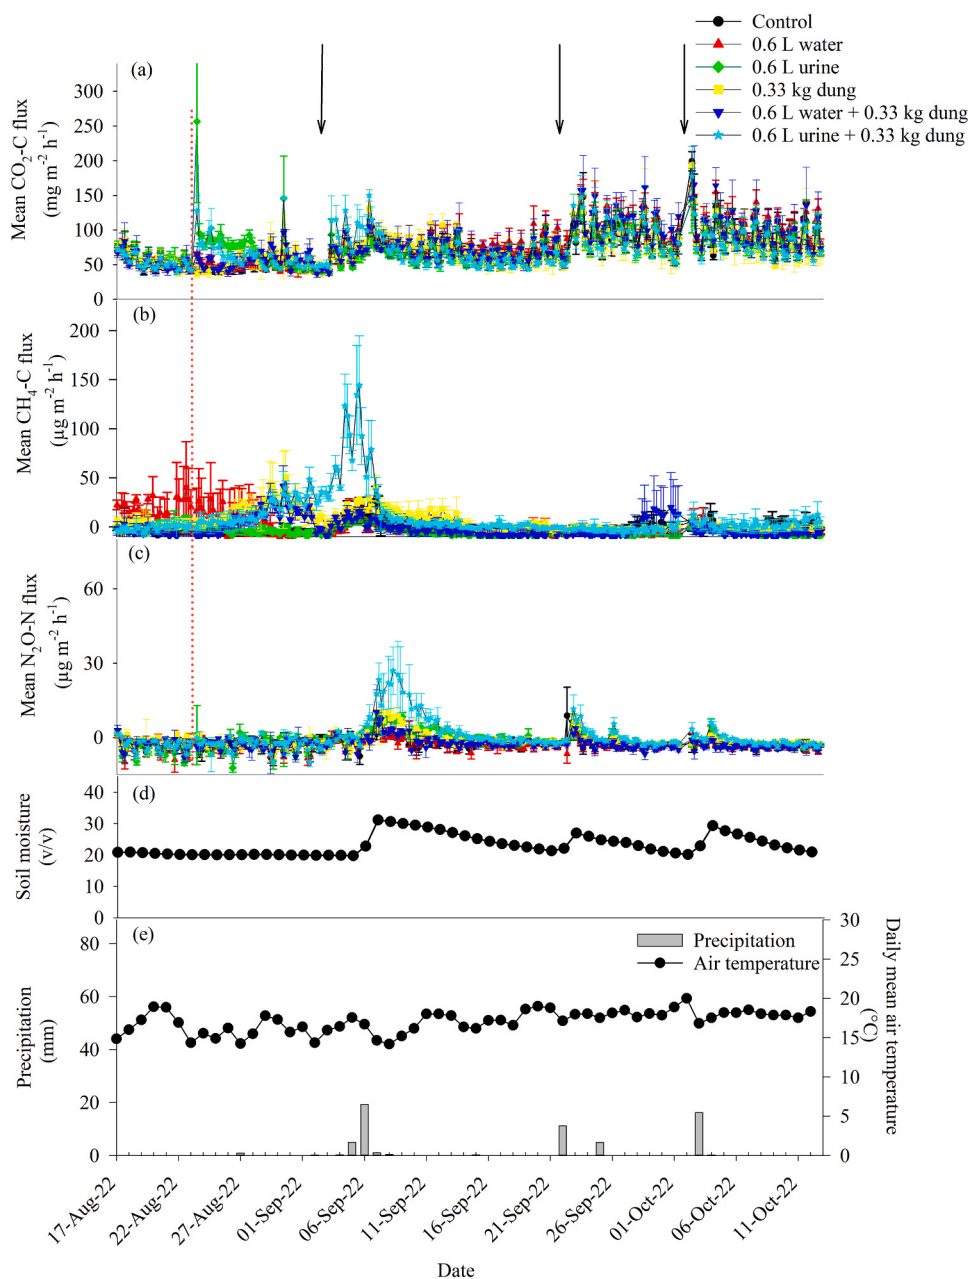 Control
0.6 L water
0.6 L urine
0.33 kg dung
0.6 L water + 0.33 kg dung
0.6 L urine + 0.33 kg dung
(a)
Mean CO₂-C flux
(mg m⁻² h⁻¹)
300
250
200
150
100
50
0
(b)
Mean CH₄-C flux
(µg m⁻² h⁻¹)
200
150
100
50
0
(c)
Mean N₂O-N flux
(µg m⁻² h⁻¹)
60
30
0
(d)
Soil moisture
(v/v)
40
30
20
10
0
(e)
Precipitation
Air temperature
Precipitation
(mm)
80
60
40
20
0
30
25
20
15
10
5
0
Daily mean air temperature
(°C)
17-Aug-22
22-Aug-22
27-Aug-22
01-Sep-22
06-Sep-22
11-Sep-22
16-Sep-22
21-Sep-22
26-Sep-22
01-Oct-22
06-Oct-22
11-Oct-22
Date